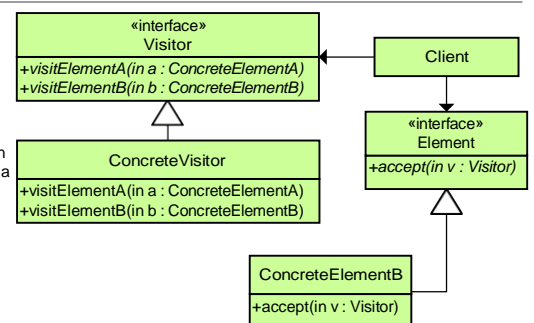 «interface»
Visitor
+visitElementA(in a : ConcreteElementA)
+visitElementB(in b : ConcreteElementB)
Client
«interface»
Element
+accept(in v : Visitor)
ConcreteVisitor
+visitElementA(in a : ConcreteElementA)
+visitElementB(in b : ConcreteElementB)
ConcreteElementB
+accept(in v : Visitor)